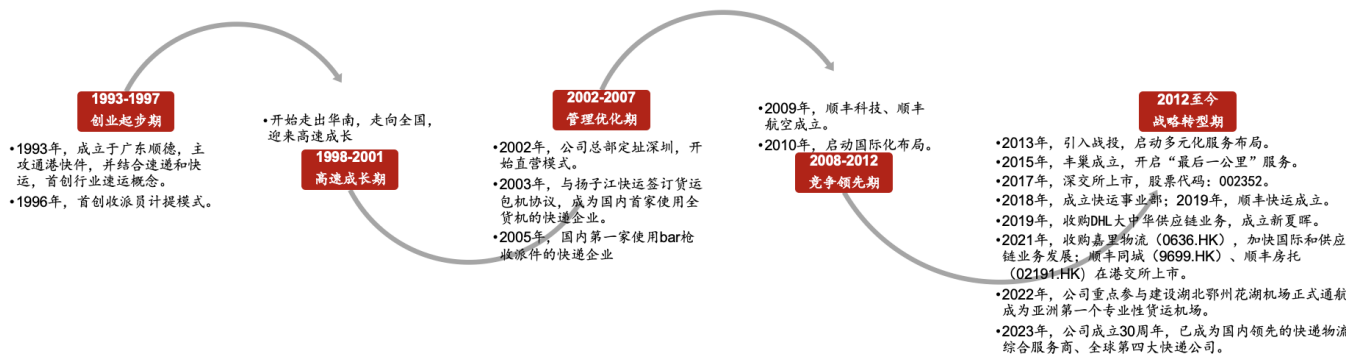 1993-1997
创业起步期
•1993年，成立于广东顺德，主
攻通港快件，并结合速递和快
运，首创行业速运概念。
•1996年，首创收派员计提模式。
•开始走出华南，走向全国，
迎来高速成长
1998-2001
高速成长期
2002-2007
管理优化期
•2002年，公司总部定址深圳，开
始直营模式。
•2003年，与扬子江快运签订货运
包机协议，成为国内首家使用全
货机的快递企业。
•2005年，国内第一家使用bar枪
收派件的快递企业
•2009年，顺丰科技、顺丰
航空成立。
•2010年，启动国际化布局。
2008-2012
竞争领先期
2012至今
战略转型期
•2013年，引入战投，启动多元化服务布局。
•2015年，丰巢成立，开启“最后一公里”服务。
•2017年，深交所上市，股票代码：002352。
•2018年，成立快运事业部；2019年，顺丰快运成立。
•2019年，收购DHL大中华供应链业务，成立新夏晖。
•2021年，收购嘉里物流（0636.HK），加快国际和供应
链业务发展；顺丰同城（9699.HK）、顺丰房托
（02191.HK）在港交所上市。
•2022年，公司重点参与建设湖北鄂州花湖机场正式通航
成为亚洲第一个专业性货运机场。
•2023年，公司成立30周年，已成为国内领先的快递物流
综合服务商、全球第四大快递公司。